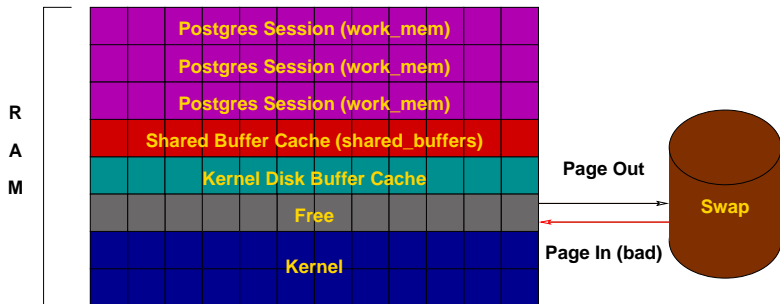 Postgres Session (work_mem)
Postgres Session (work_mem)
Postgres Session (work_mem)
R
A
M
Shared Buffer Cache (shared_buffers)
Kernel Disk Buffer Cache
Free
Kernel
Page Out
Page In (bad)
Swap